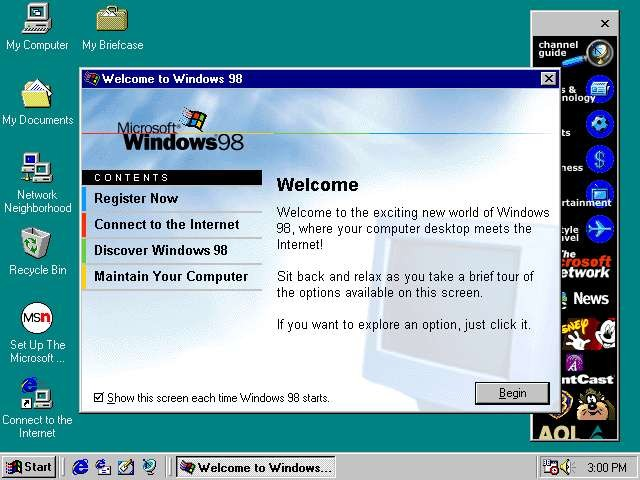 My Computer
My Briefcase
My Documents
Network
Neighborhood
Recycle Bin
MSN
Set Up The
Microsoft ...
Connect to the
Internet
Welcome to Windows 98
Microsoft
Windows98
CONTENTS
Register Now
Connect to the Internet
Discover Windows 98
Maintain Your Computer
Welcome
Welcome to the exciting new world of Windows
98, where your computer desktop meets the
Internet!
Sit back and relax as you take a brief tour of
the options available on this screen.
If you want to explore an option, just click it.
Show this screen each time Windows 98 starts.
Begin
channel
guide
s &
nology
ts
ness
rtainment
tyle
avel
The
rosoft
etwork
News
DISNEY
ntCast
AOL
Start
Welcome to Windows...
3:00 PM